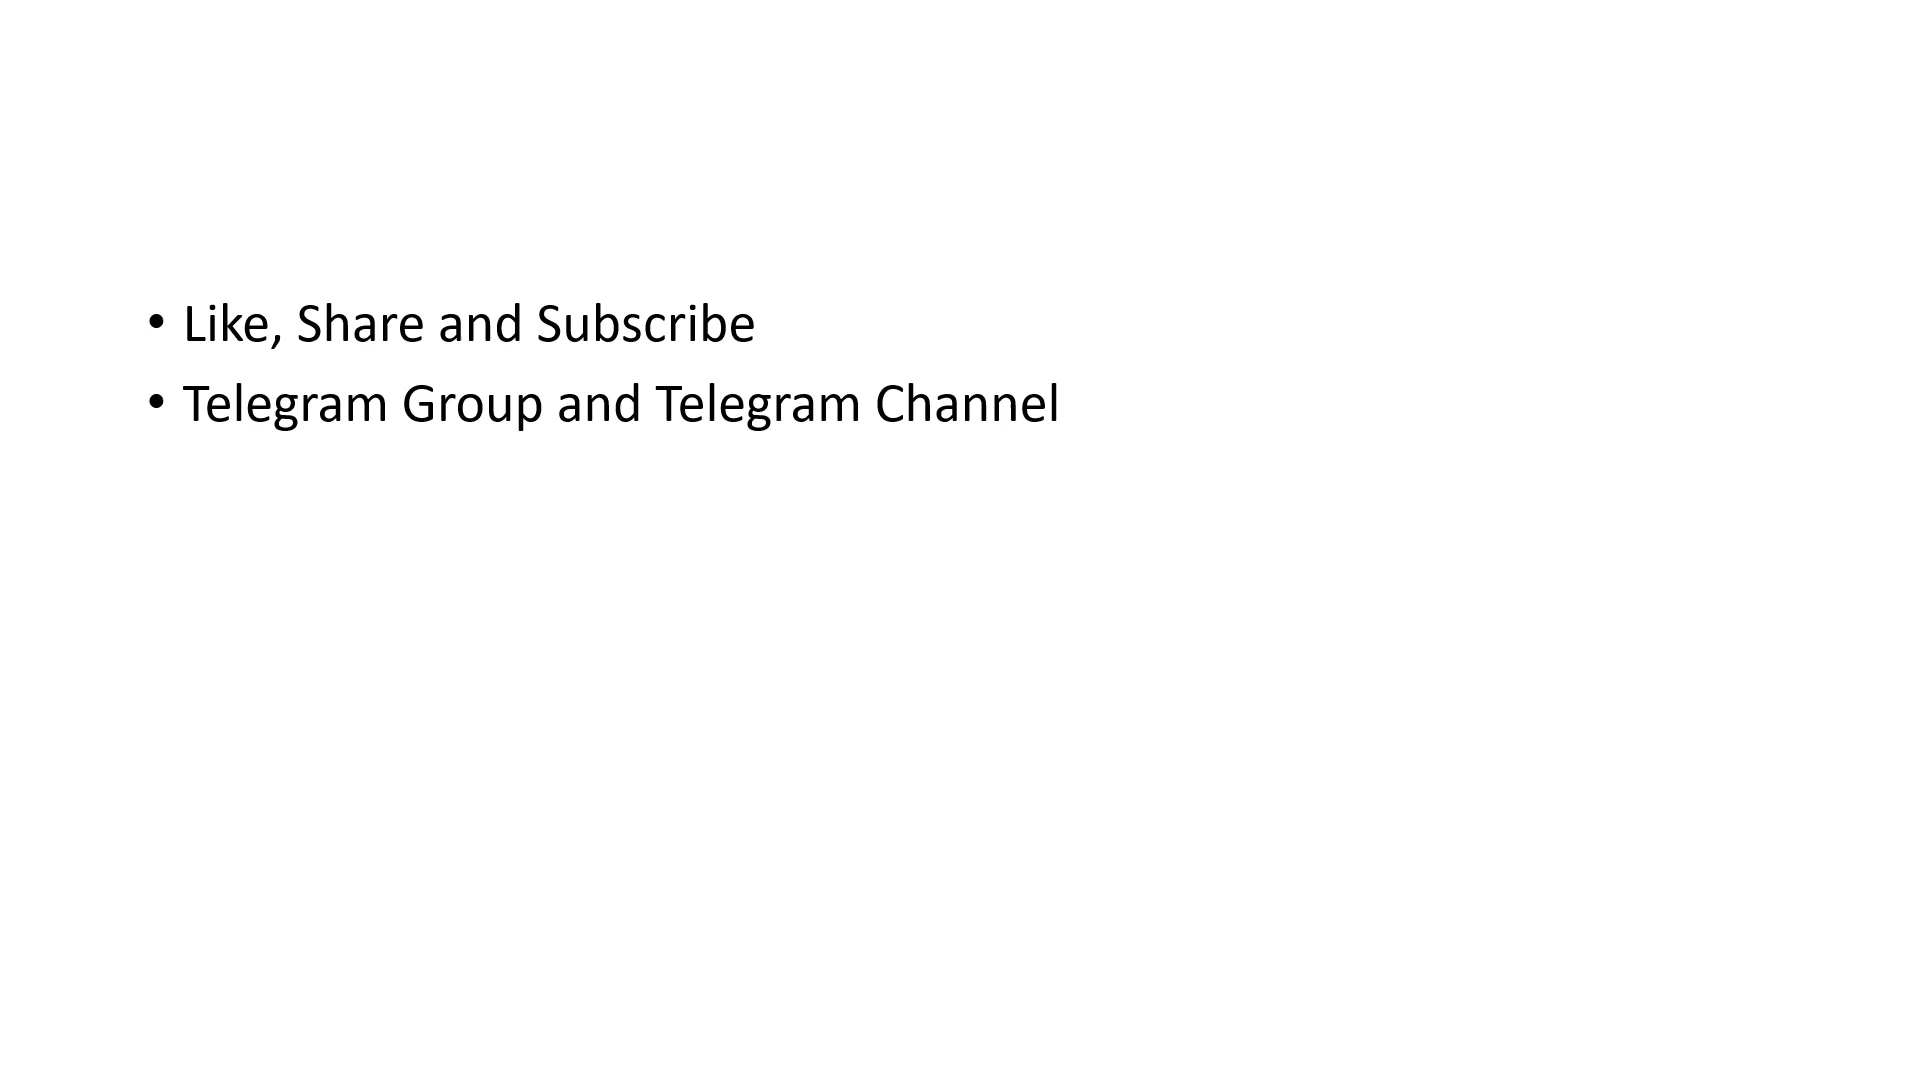 • Like, Share and Subscribe
• Telegram Group and Telegram Channel